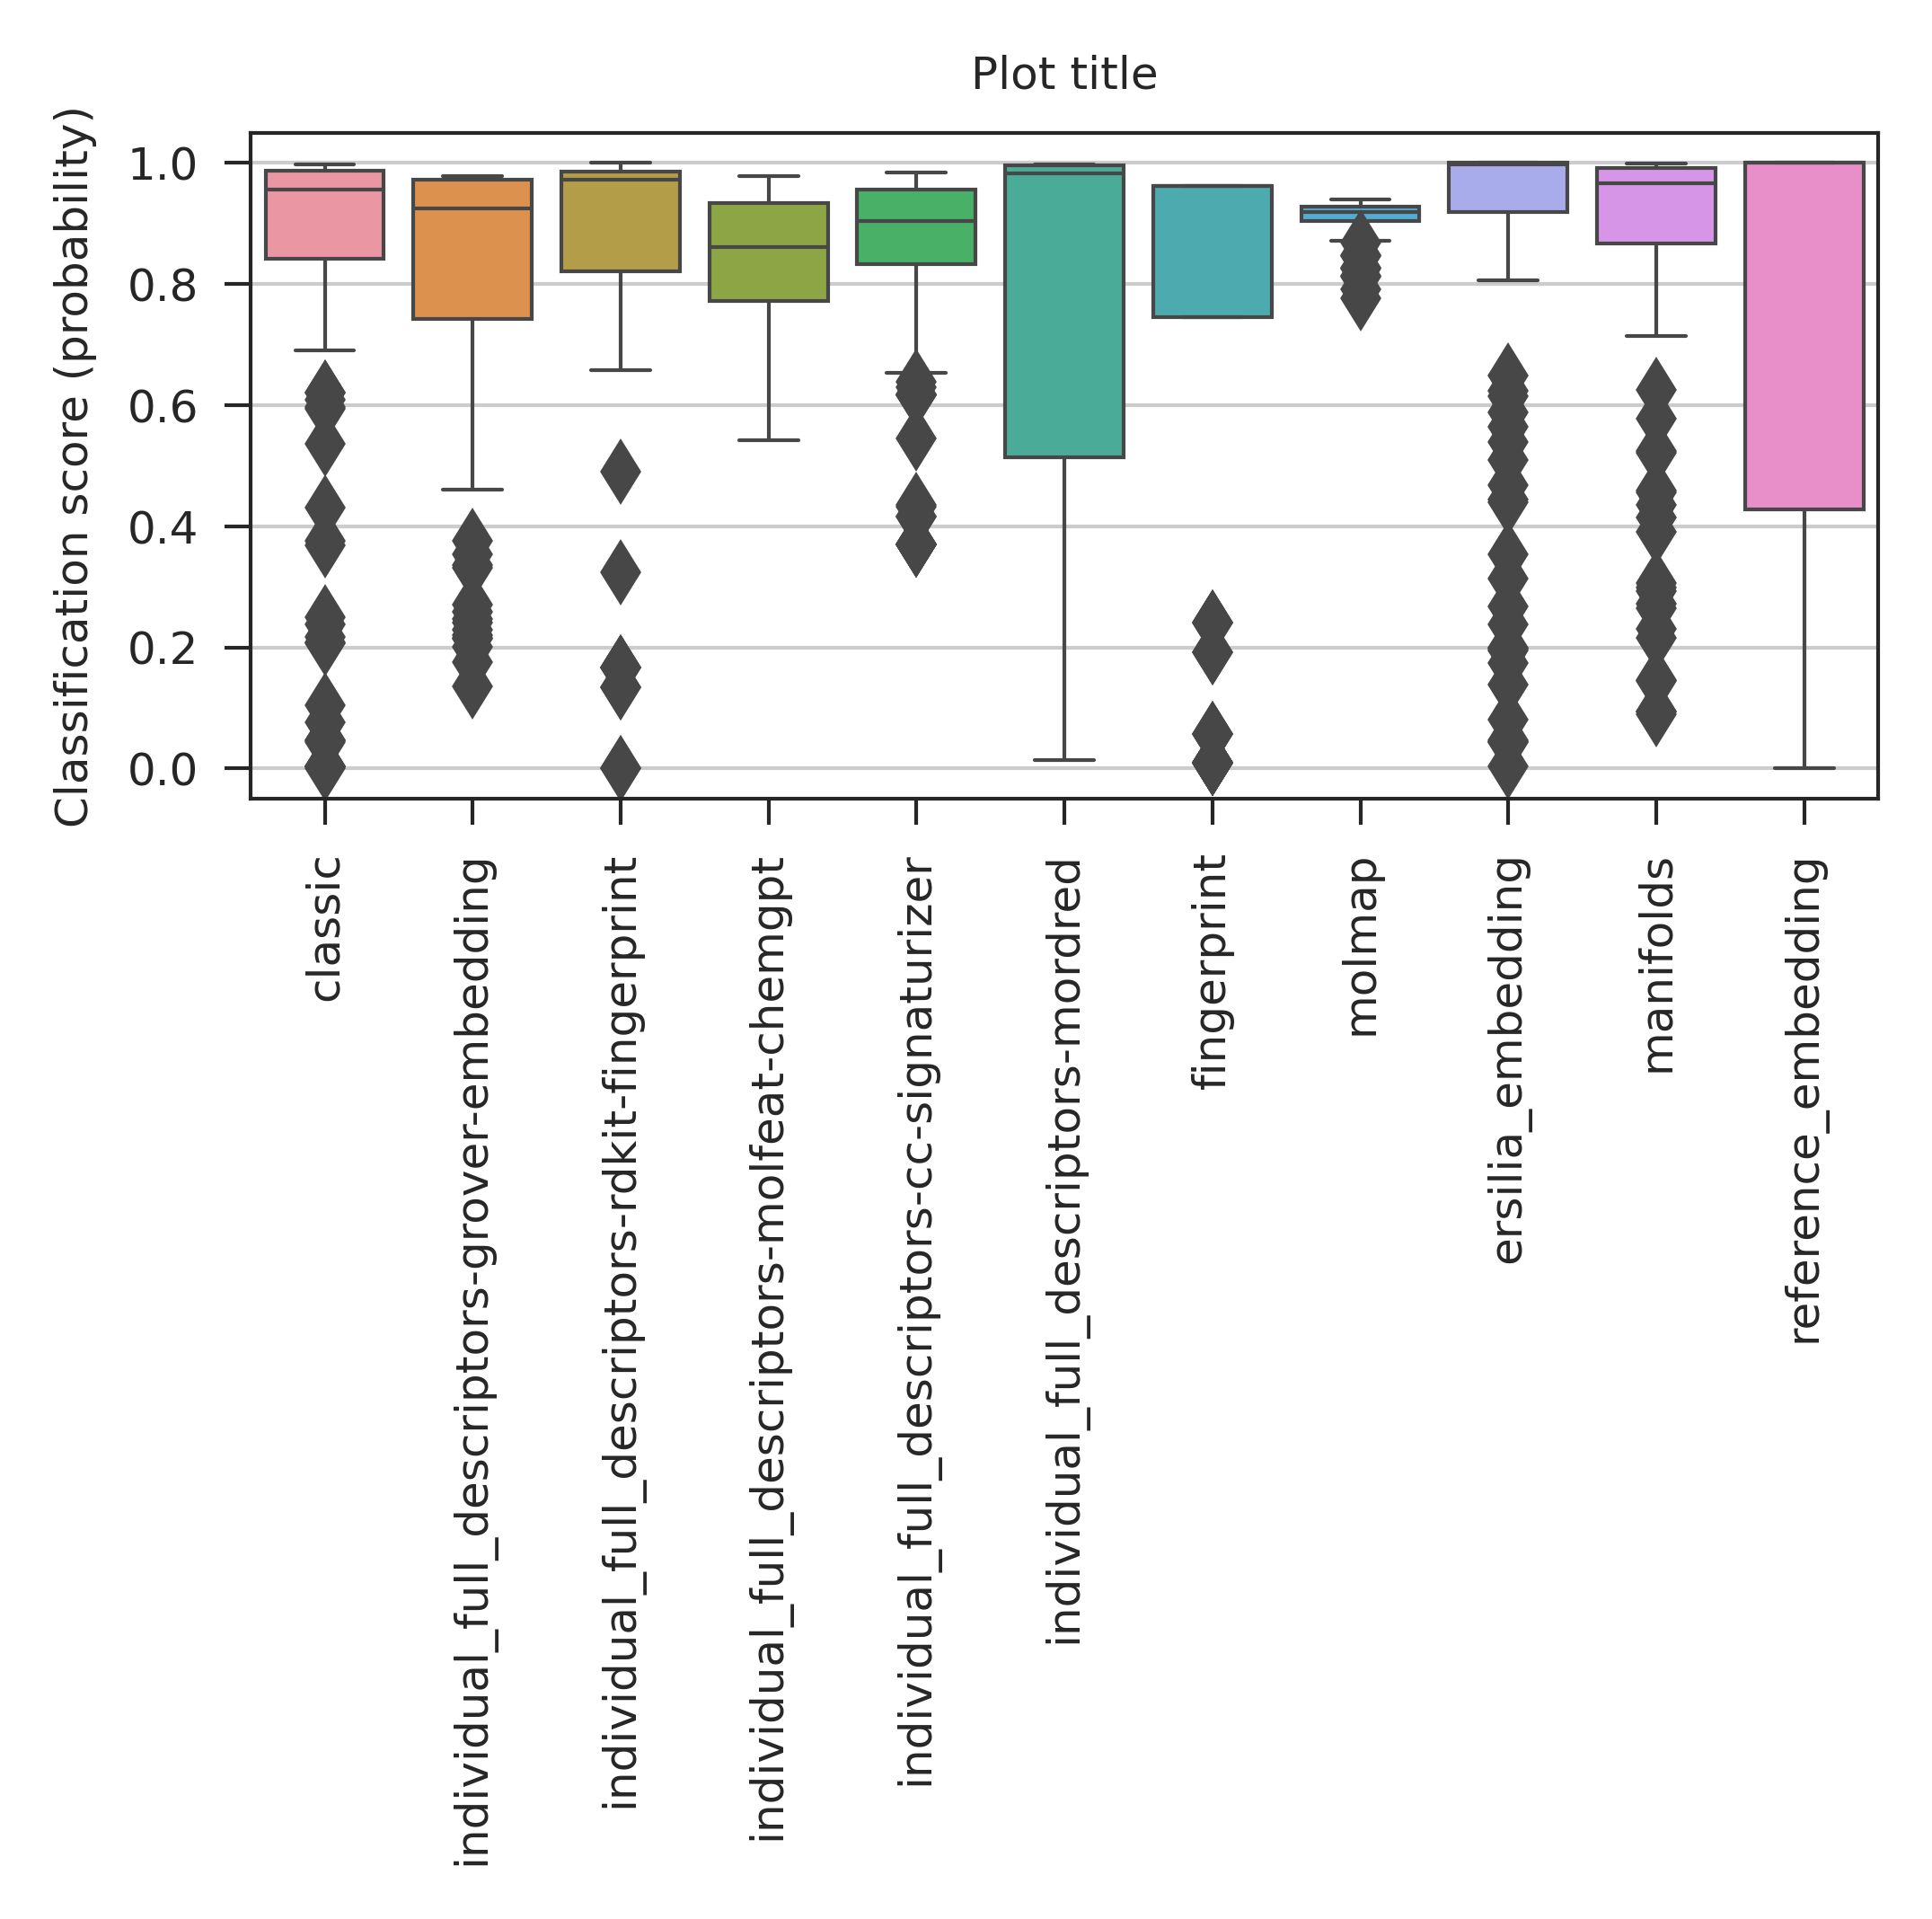 Plot title
Classification score (probability)
1.0
0.8
0.6
0.4
0.2
0.0
classic
individual_full_descriptors-grover-embedding
individual_full_descriptors-rdkit-fingerprint
individual_full_descriptors-molfeat-chemgpt
individual_full_descriptors-cc-signaturizer
individual_full_descriptors-mordred
fingerprint
molmap
ersilia_embedding
manifolds
reference_embedding